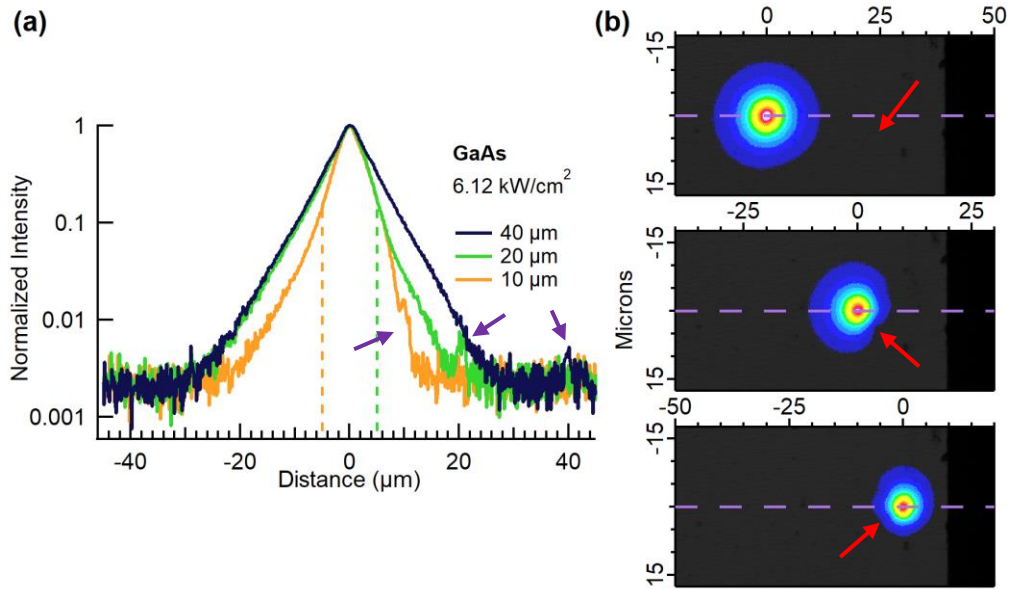 (a)
1
0.1
0.01
0.001
Normalized Intensity
GaAs
6.12 kW/cm²
40 µm
20 µm
10 µm
-40 -20 0 20 40
Distance (µm)
(b)
0 25 50
-15
15
-25 0 25
-15
15
Microns
-50 -25 0
-15
15